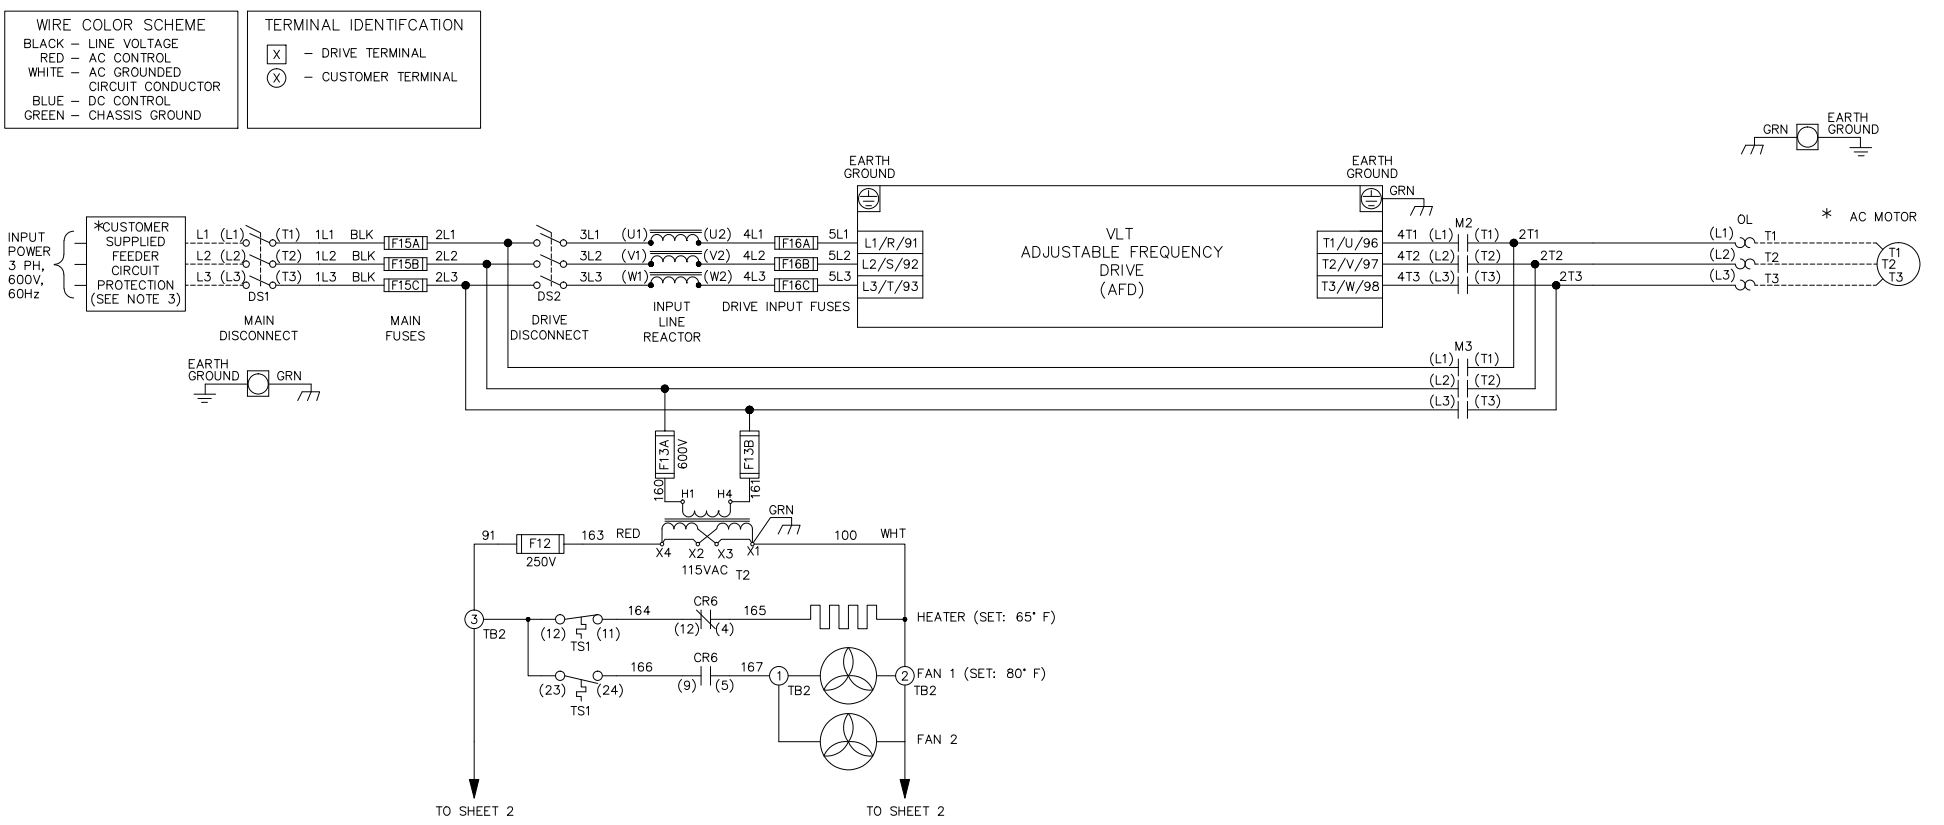 WIRE COLOR SCHEME
BLACK – LINE VOLTAGE
RED – AC CONTROL
WHITE – AC GROUNDED
CIRCUIT CONDUCTOR
BLUE – DC CONTROL
GREEN – CHASSIS GROUND
TERMINAL IDENTIFCATION
X – DRIVE TERMINAL
X – CUSTOMER TERMINAL
GRN
EARTH
GROUND
INPUT
POWER
3 PH,
600V,
60Hz
*CUSTOMER
SUPPLIED
FEEDER
CIRCUIT
PROTECTION
(SEE NOTE 3)
L1 (L1) (T1) 1L1 BLK F15A 2L1
L2 (L2) (T2) 1L2 BLK F15B 2L2
L3 (L3) (T3) 1L3 BLK F15C 2L3
DS1
MAIN
DISCONNECT
MAIN
FUSES
3L1 (U1) (U2) 4L1 F16A 5L1
3L2 (V1) (V2) 4L2 F16B 5L2
3L3 (W1) (W2) 4L3 F16C 5L3
DS2
DRIVE
DISCONNECT
INPUT
LINE
REACTOR
DRIVE INPUT FUSES
EARTH
GROUND
L1/R/91
L2/S/92
L3/T/93
VLT
ADJUSTABLE FREQUENCY
DRIVE
(AFD)
EARTH
GROUND
GRN
T1/U/96
T2/V/97
T3/W/98
M2
4T1 (L1) (T1) 2T1
4T2 (L2) (T2) 2T2
4T3 (L3) (T3) 2T3
OL
(L1) T1
(L2) T2
(L3) T3
* AC MOTOR
T1
T2
T3
M3
(L1) (T1)
(L2) (T2)
(L3) (T3)
EARTH
GROUND
GRN
F13A
600V
F13B
160
161
H1 H4
GRN
91 F12 163 RED
250V
X4 X2 X3 X1
115VAC T2
100 WHT
3
TB2
(12) (11)
TS1
164
CR6
(12) (4)
165
HEATER (SET: 65° F)
(23) (24)
TS1
166
CR6
(9) (5)
167
1
TB2
2
TB2
FAN 1 (SET: 80° F)
FAN 2
TO SHEET 2
TO SHEET 2